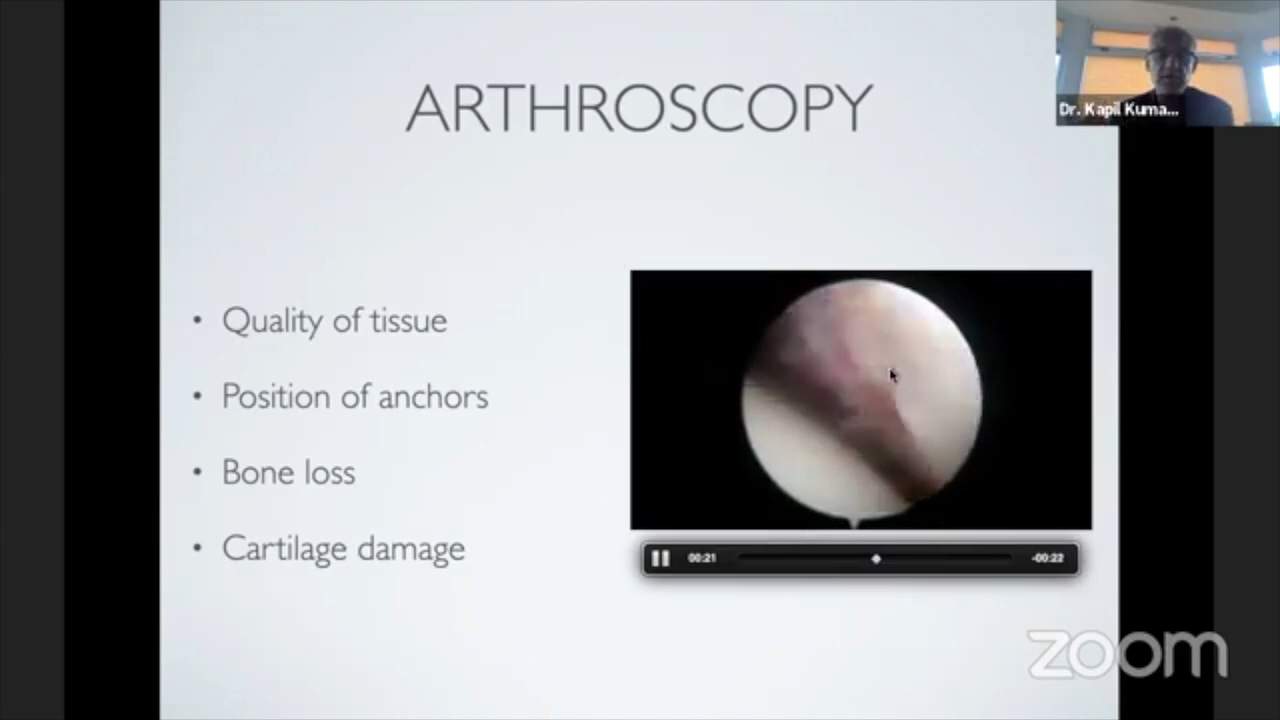 ARTHROSCOPY
Dr. Kapil Kuma...
• Quality of tissue
• Position of anchors
• Bone loss
• Cartilage damage
00:21
-00:22
zoom